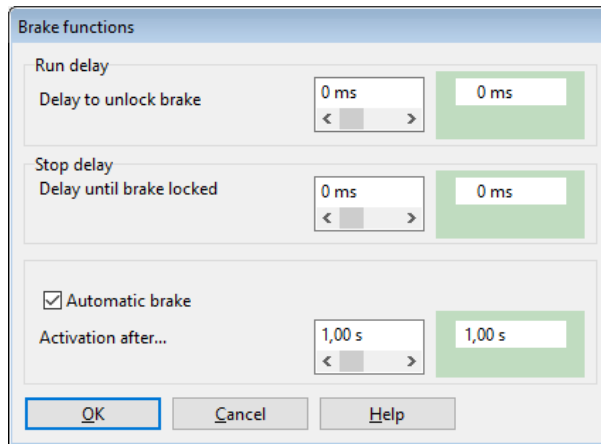 Brake functions
Run delay
Delay to unlock brake 0 ms 0 ms
Stop delay
Delay until brake locked 0 ms 0 ms
Automatic brake
Activation after... 1,00 s 1,00 s
OK Cancel Help